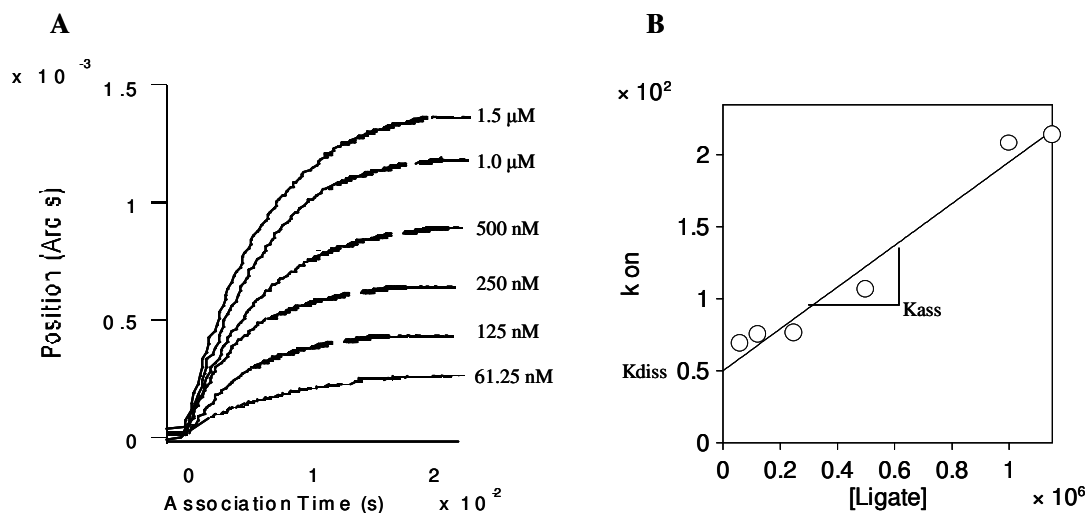 A
x 10 -3
1.5
1
0.5
0
Position (Arc s)
1.5 μM
1.0 μM
500 nM
250 nM
125 nM
61.25 nM
0 1 2
Association Time (s) x 10 -2
B
× 10 2
2
1.5
1
Kdiss 0.5
0
k on
Kass
0 0.2 0.4 0.6 0.8 1
[Ligate] × 10 6